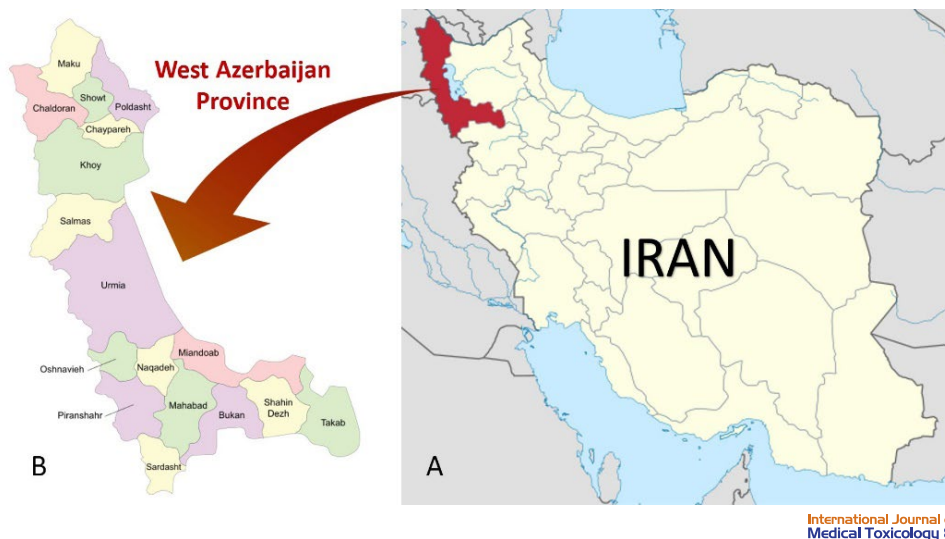 West Azerbaijan
Province
Maku
Showt
Poldasht
Chaldoran
Chaypareh
Khoy
Salmas
Urmia
Oshnavieh
Naqadeh
Miandoab
Piranshahr
Mahabad
Bukan
Shahin
Dezh
Takab
Sardasht
B
IRAN
A
International Journal
Medical Toxicology